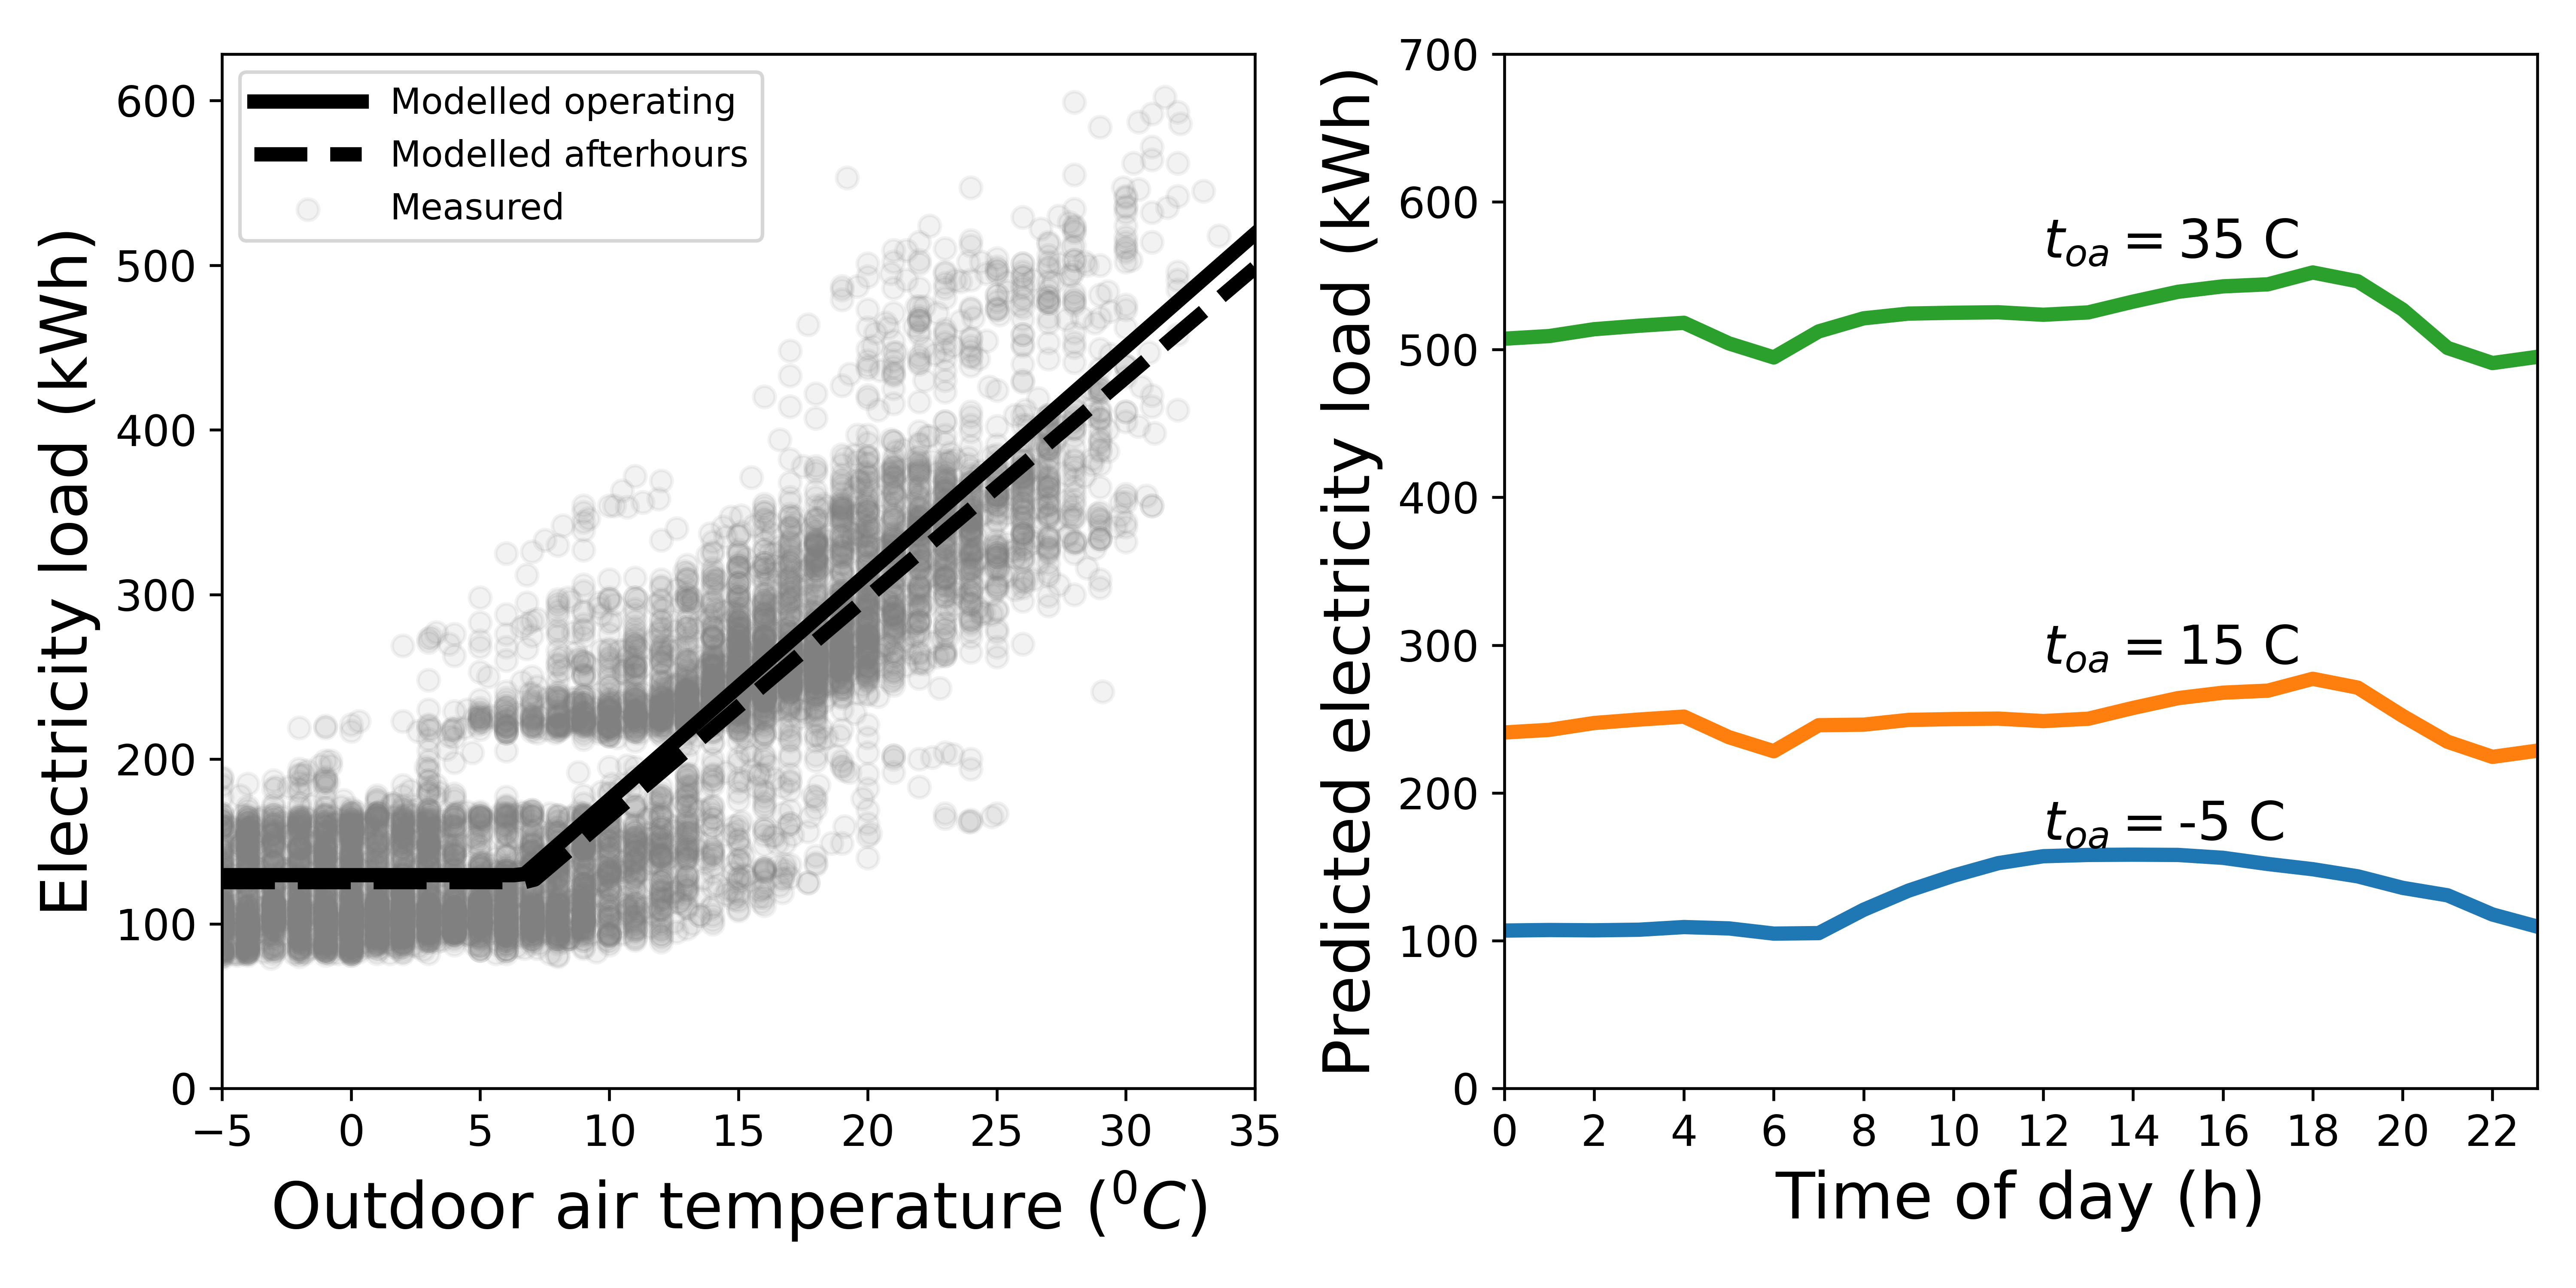 Electricity load (kWh)
600
500
400
300
200
100
0
Modelled operating
Modelled afterhours
Measured
−5 0 5 10 15 20 25 30 35
Outdoor air temperature (⁰C)
Predicted electricity load (kWh)
700
600
500
400
300
200
100
0
t_oa = 35 C
t_oa = 15 C
t_oa = -5 C
0 2 4 6 8 10 12 14 16 18 20 22
Time of day (h)